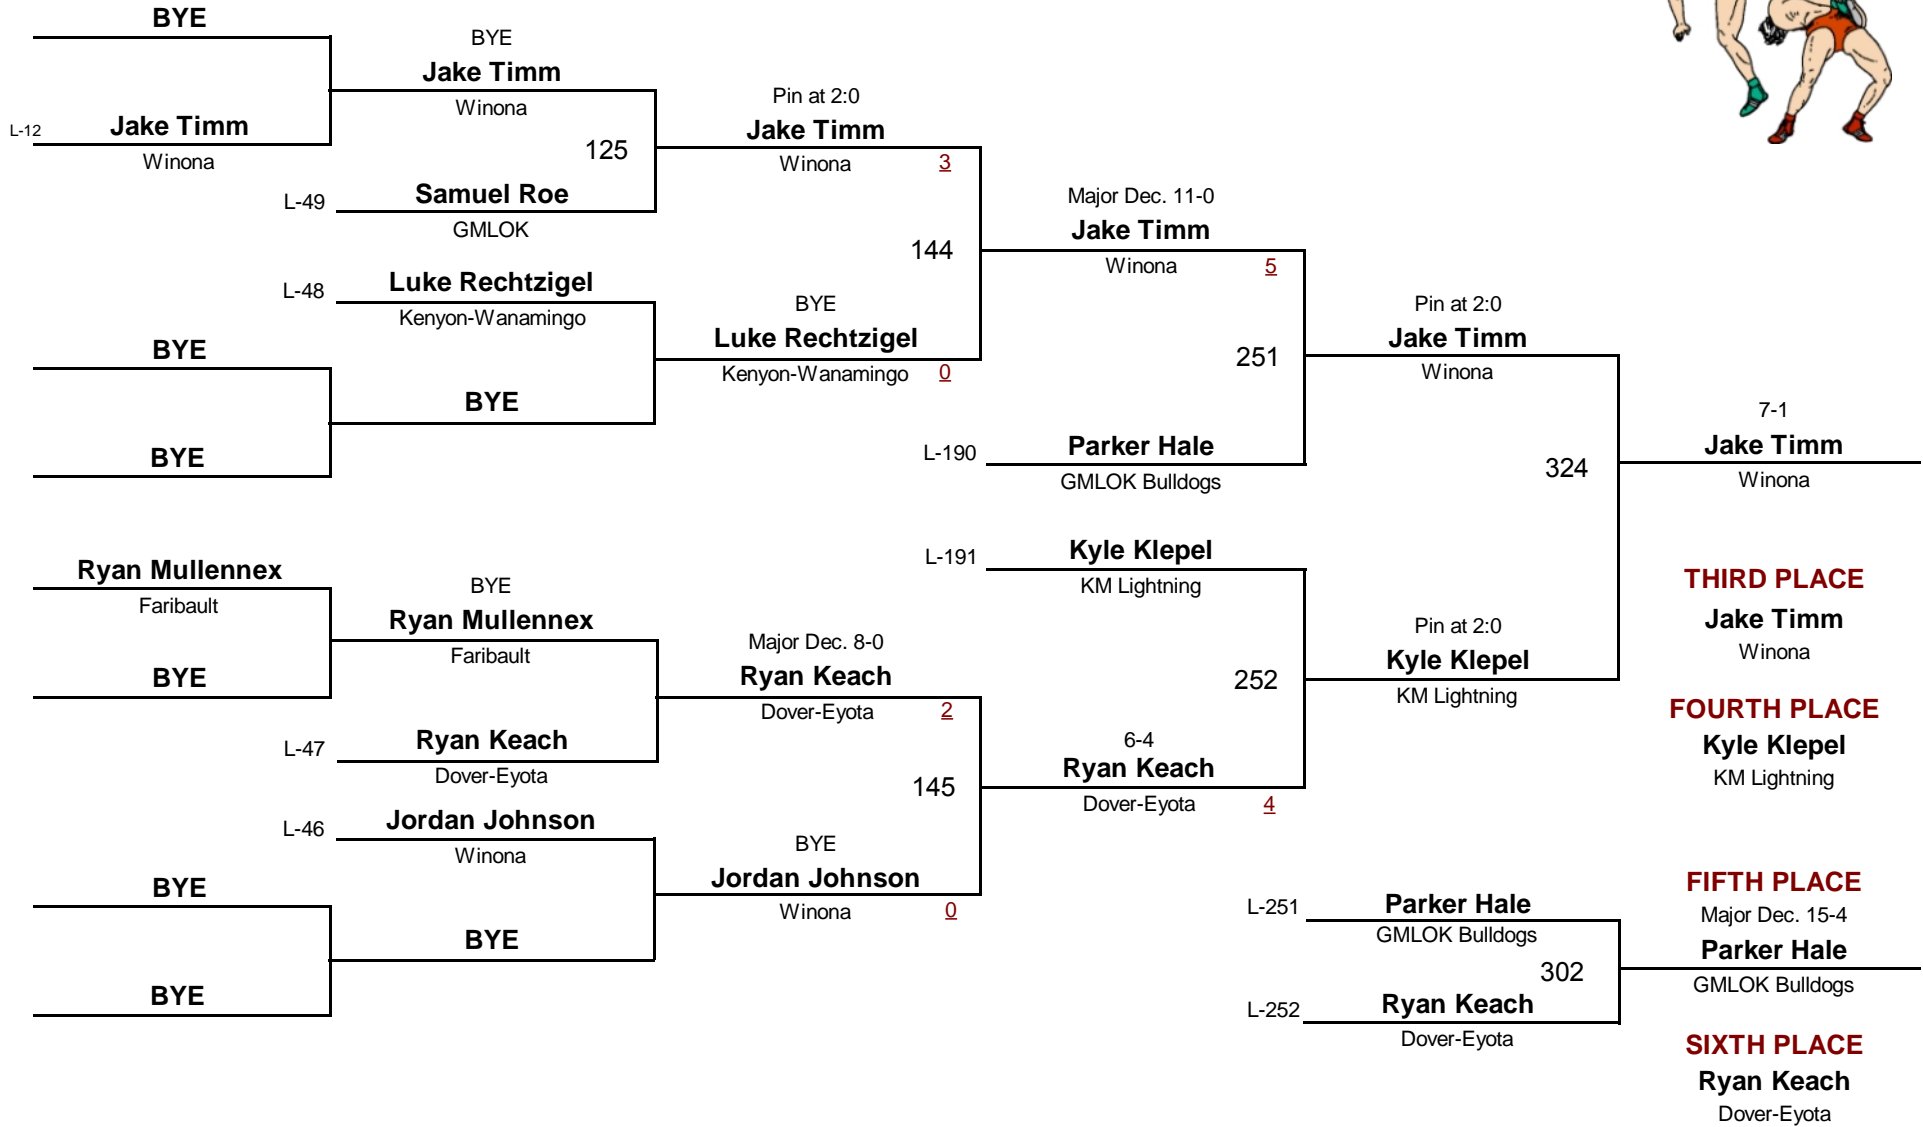 BYE
L-12
Jake Timm
Winona
BYE
Jake Timm
Winona
125
L-49
Samuel Roe
GMLOK
L-48
Luke Rechtzigel
Kenyon-Wanamingo
BYE
BYE
BYE
Pin at 2:0
Jake Timm
Winona
3
144
BYE
Luke Rechtzigel
Kenyon-Wanamingo
0
Major Dec. 11-0
Jake Timm
Winona
5
251
L-190
Parker Hale
GMLOK Bulldogs
Pin at 2:0
Jake Timm
Winona
324
7-1
Jake Timm
Winona
Ryan Mullennex
Faribault
BYE
BYE
Ryan Mullennex
Faribault
L-47
Ryan Keach
Dover-Eyota
L-46
Jordan Johnson
Winona
BYE
BYE
BYE
Major Dec. 8-0
Ryan Keach
Dover-Eyota
2
145
BYE
Jordan Johnson
Winona
0
L-191
Kyle Klepel
KM Lightning
252
6-4
Ryan Keach
Dover-Eyota
4
Pin at 2:0
Kyle Klepel
KM Lightning
THIRD PLACE
Jake Timm
Winona
FOURTH PLACE
Kyle Klepel
KM Lightning
L-251
Parker Hale
GMLOK Bulldogs
302
L-252
Ryan Keach
Dover-Eyota
FIFTH PLACE
Major Dec. 15-4
Parker Hale
GMLOK Bulldogs
SIXTH PLACE
Ryan Keach
Dover-Eyota